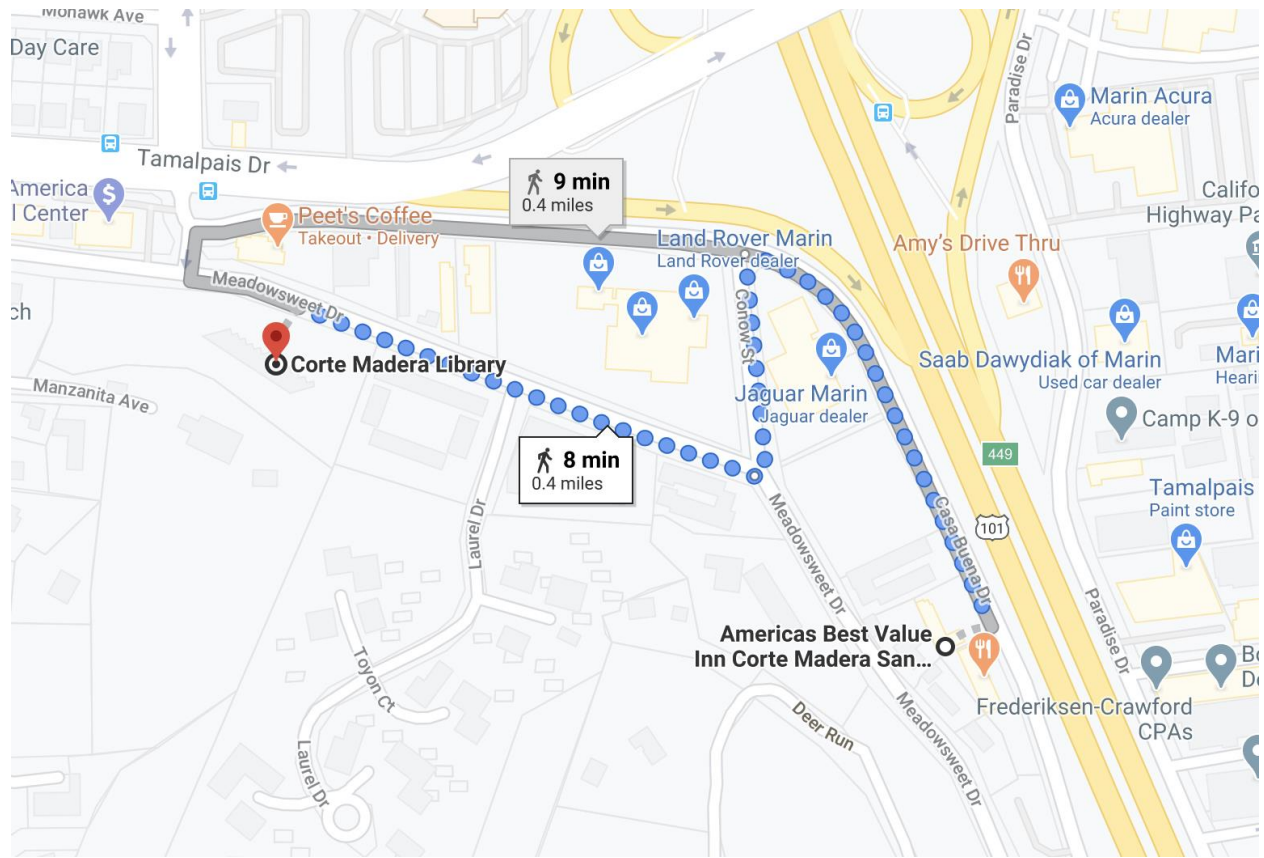 Mohawk Ave
Day Care
Tamalpais Dr
America
l Center
Peet's Coffee
Takeout • Delivery
9 min
0.4 miles
Land Rover Marin
Land Rover dealer
Paradise Dr
Marin Acura
Acura dealer
Califo
Highway Pa
Amy's Drive Thru
Meadowsweet Dr
ch
Corte Madera Library
Manzanita Ave
Conow St
Jaguar Marin
Jaguar dealer
Saab Dawydiak of Marin
Used car dealer
Mari
Heari
Camp K-9 o
8 min
0.4 miles
449
101
Tamalpais
Paint store
Laurel Dr
Meadowsweet Dr
Casa Buena Dr
Paradise Dr
Americas Best Value
Inn Corte Madera San...
Toyon Ct
Laurel Dr
Deer Run
Meadowsweet Dr
Frederiksen-Crawford
CPAs
Bo
De